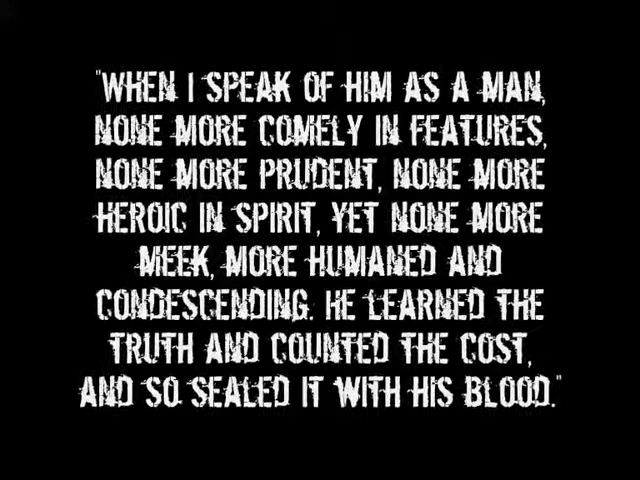 "WHEN I SPEAK OF HIM AS A MAN,
NONE MORE COMELY IN FEATURES,
NONE MORE PRUDENT, NONE MORE
HEROIC IN SPIRIT, YET NONE MORE
MEEK, MORE HUMANED AND
CONDESCENDING. HE LEARNED THE
TRUTH AND COUNTED THE COST,
AND SO SEALED IT WITH HIS BLOOD."